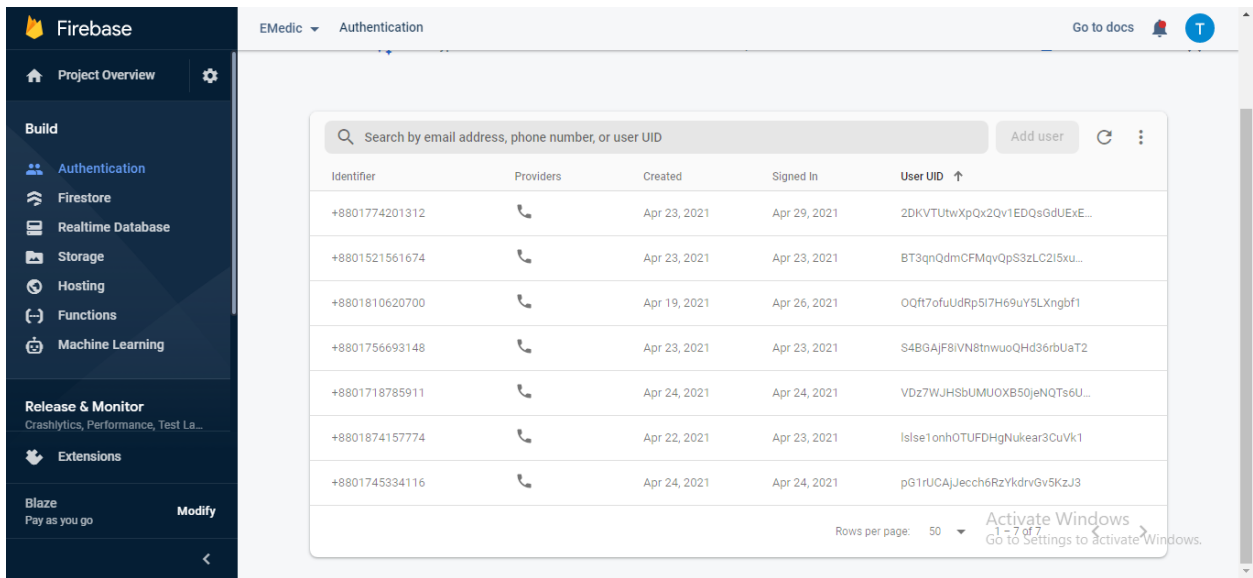 Firebase
EMedic Authentication Go to docs T
Project Overview
Build
Authentication
Firestore
Realtime Database
Storage
Hosting
Functions
Machine Learning
Release & Monitor
Crashlytics, Performance, Test La...
Extensions
Blaze
Pay as you go
Modify
Search by email address, phone number, or user UID Add user
Identifier Providers Created Signed In User UID
+8801774201312 Apr 23, 2021 Apr 29, 2021 2DKVTUtwXpQx2Qv1EDQsGdUExE...
+8801521561674 Apr 23, 2021 Apr 23, 2021 BT3qnQdmCFMqvQpS3zLC2I5xu...
+8801810620700 Apr 19, 2021 Apr 26, 2021 OQft7ofuUdRp5I7H69uY5LXngbf1
+8801756693148 Apr 23, 2021 Apr 23, 2021 S4BGAjF8iVN8tnwuoQHd36rbUaT2
+8801718785911 Apr 24, 2021 Apr 24, 2021 VDz7WJHSbUMUOXB50jeNQTs6U...
+8801874157774 Apr 22, 2021 Apr 23, 2021 lslse1onhOTUFDHgNukear3CuVk1
+8801745334116 Apr 24, 2021 Apr 24, 2021 pG1rUCAjJecch6RzYkdrvGv5KzJ3
Rows per page: 50 1 – 7 of 7
Activate Windows
Go to Settings to activate Windows.